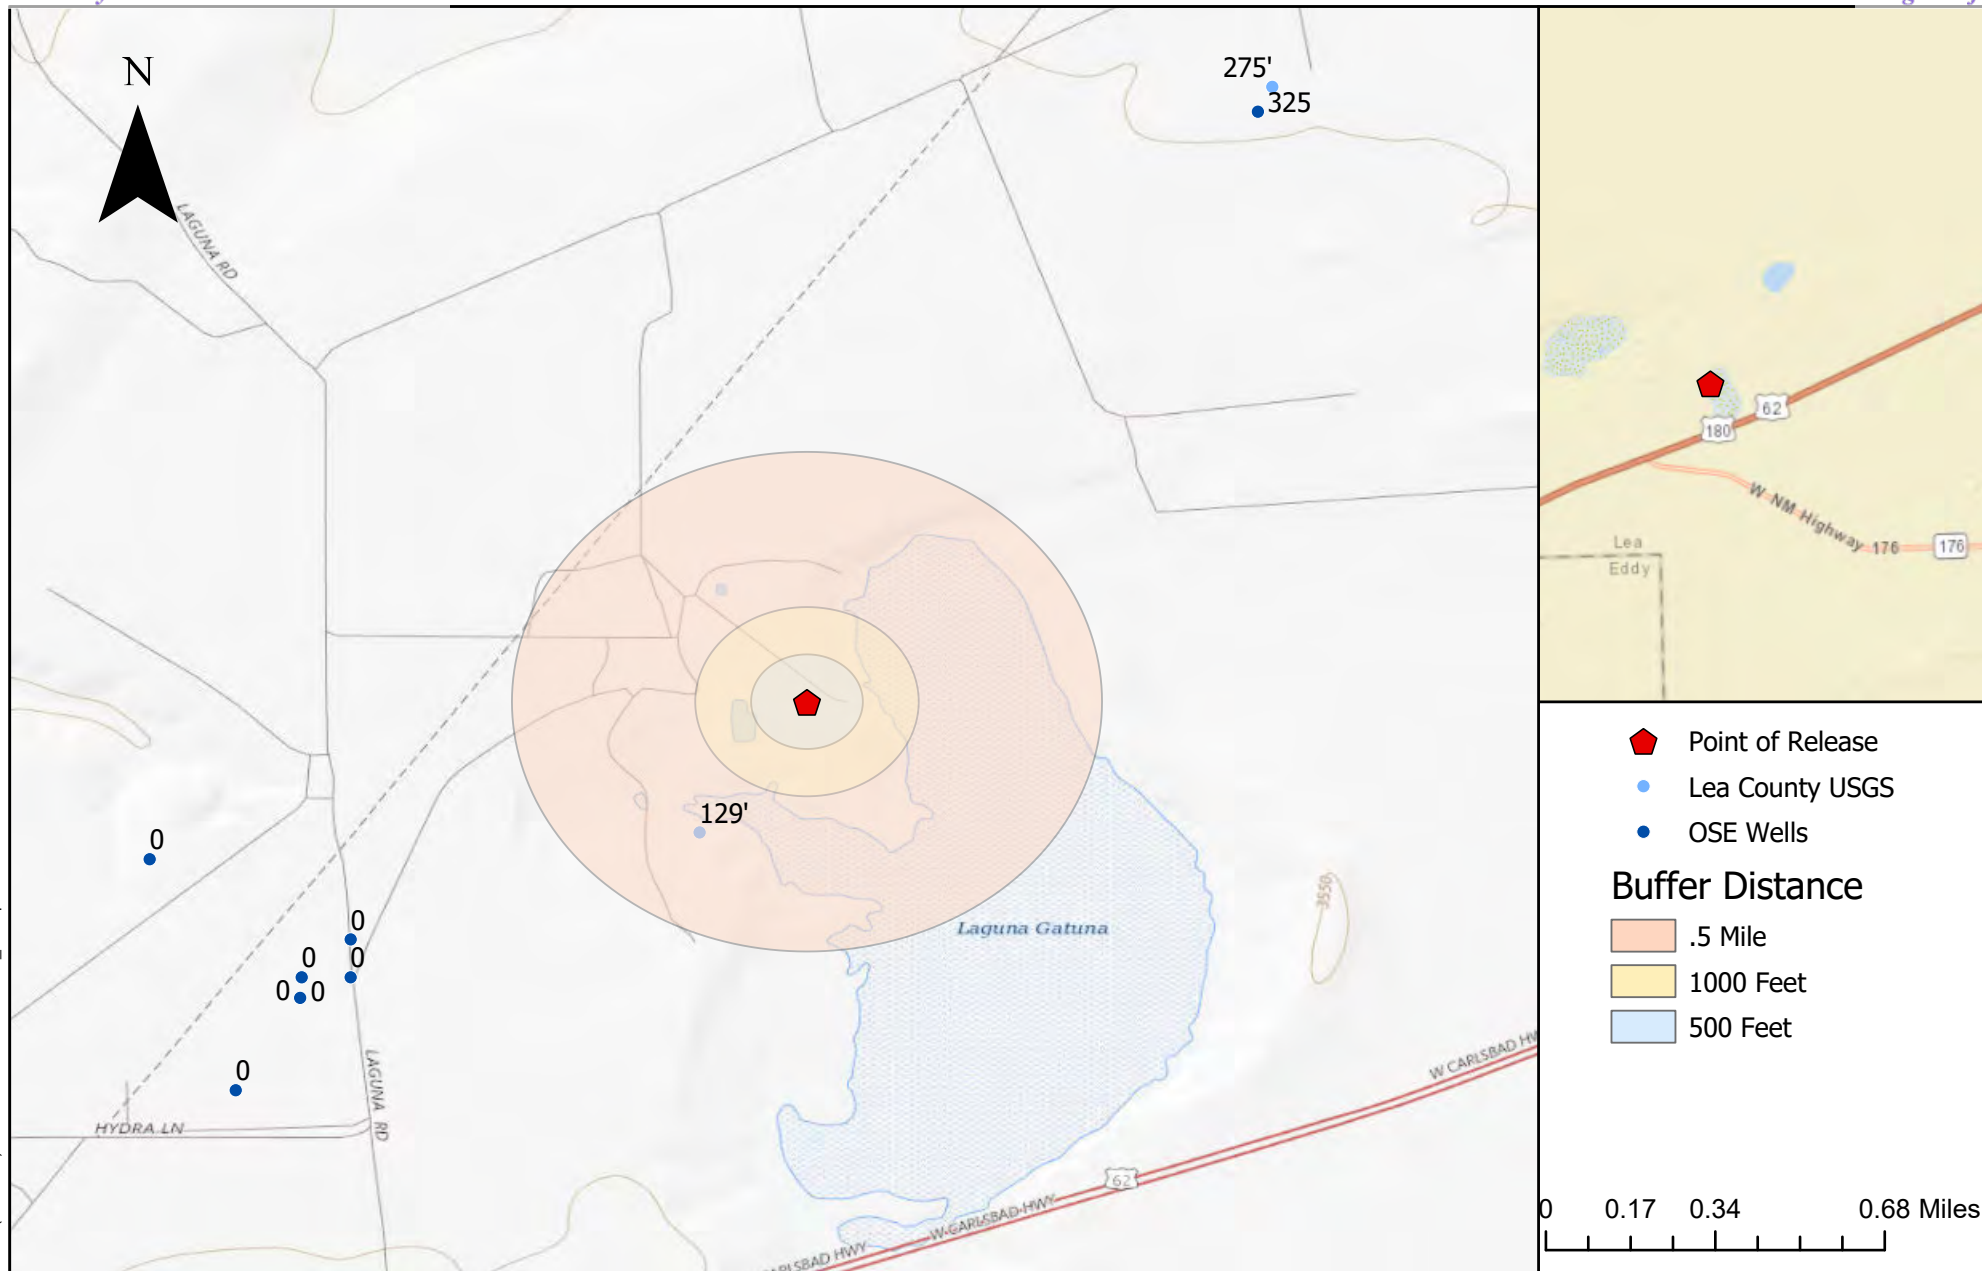 N
275'
325
LAGUNA RD
62
180
W NM Highway 176
176
Lea
Eddy
129'
0
0
0
0
0
0
0
3550
Laguna Gatuna
LAGUNA RD
HYDRA LN
W CARLSBAD HW
62
W CARLSBAD HWY
ARLSBAD HWY
Point of Release
Lea County USGS
OSE Wells
Buffer Distance
.5 Mile
1000 Feet
500 Feet
0 0.17 0.34 0.68 Miles